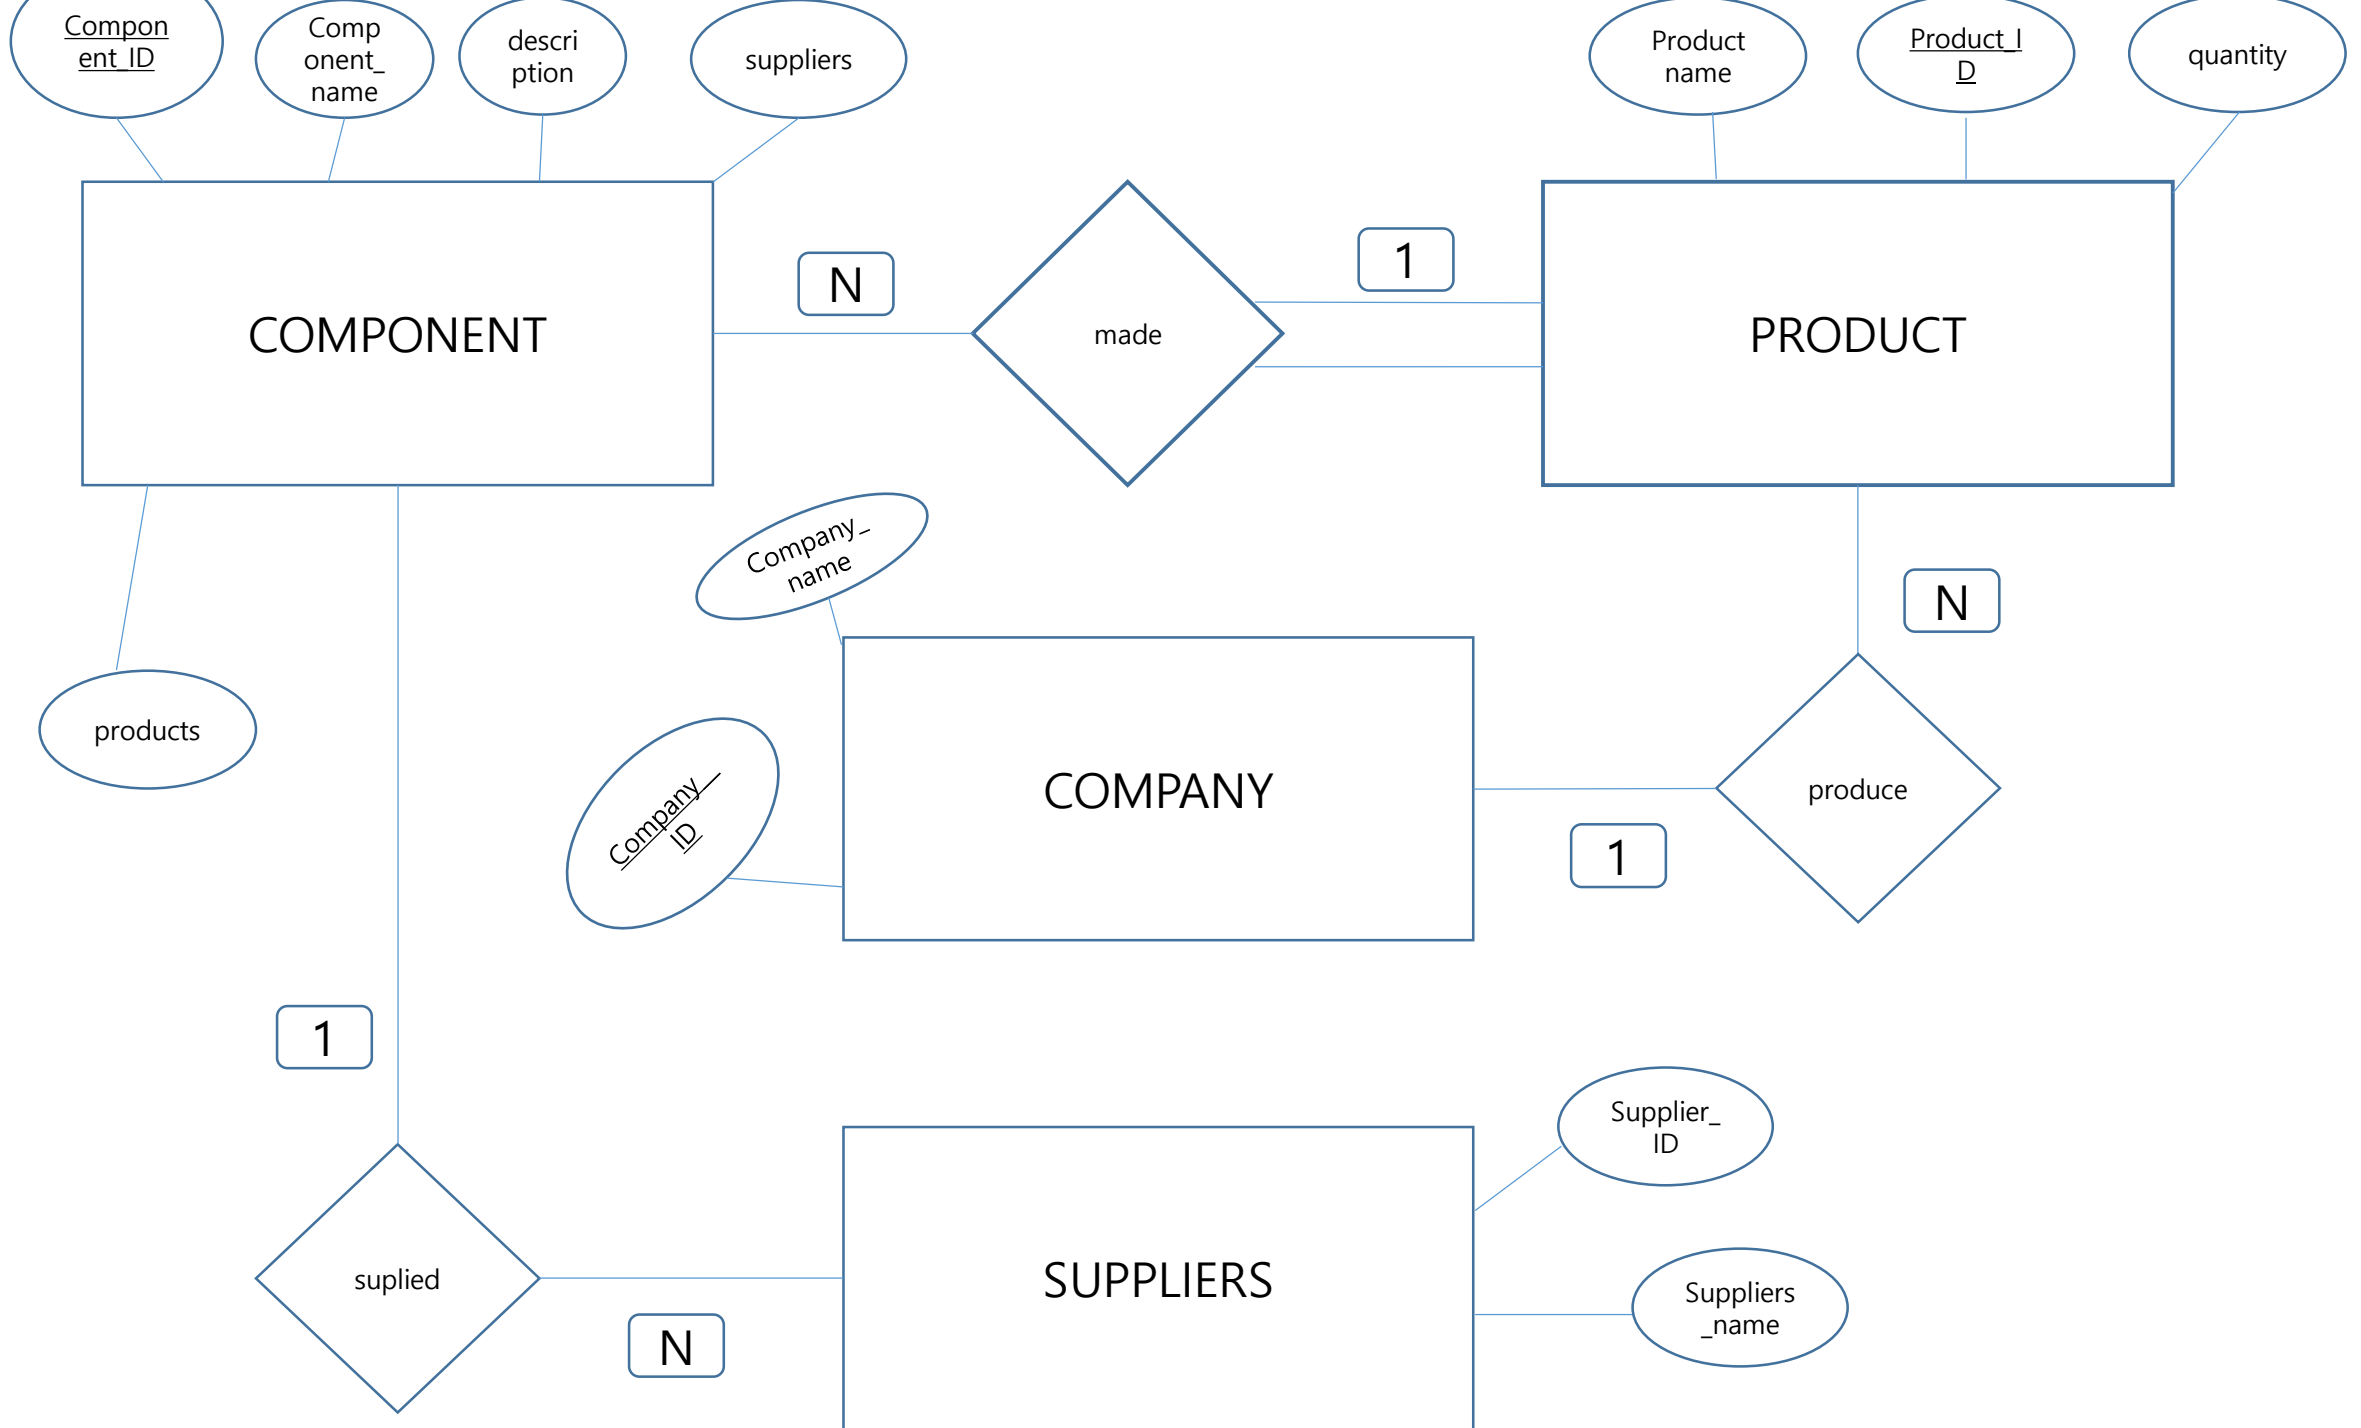 Compon
ent_ID
Comp
onent_
name
descri
ption
suppliers
Product
name
Product_I
D
quantity
N
1
COMPONENT
made
PRODUCT
Company_
name
N
products
Company_
ID
COMPANY
produce
1
1
Supplier_
ID
suplied
SUPPLIERS
Suppliers
_name
N